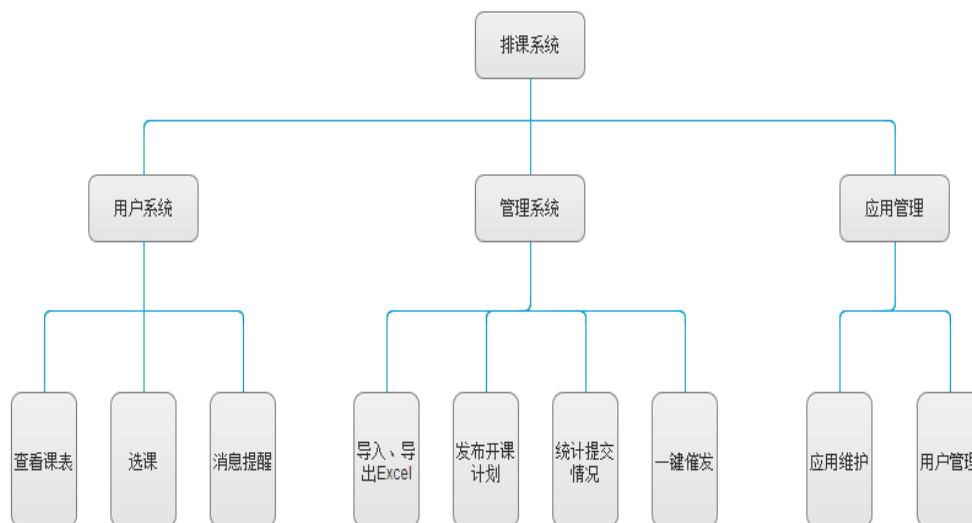 排课系统
用户系统
管理系统
应用管理
查看课表
选课
消息提醒
导入、导
出Excel
发布开课
计划
统计提交
情况
一键催发
应用维护
用户管理